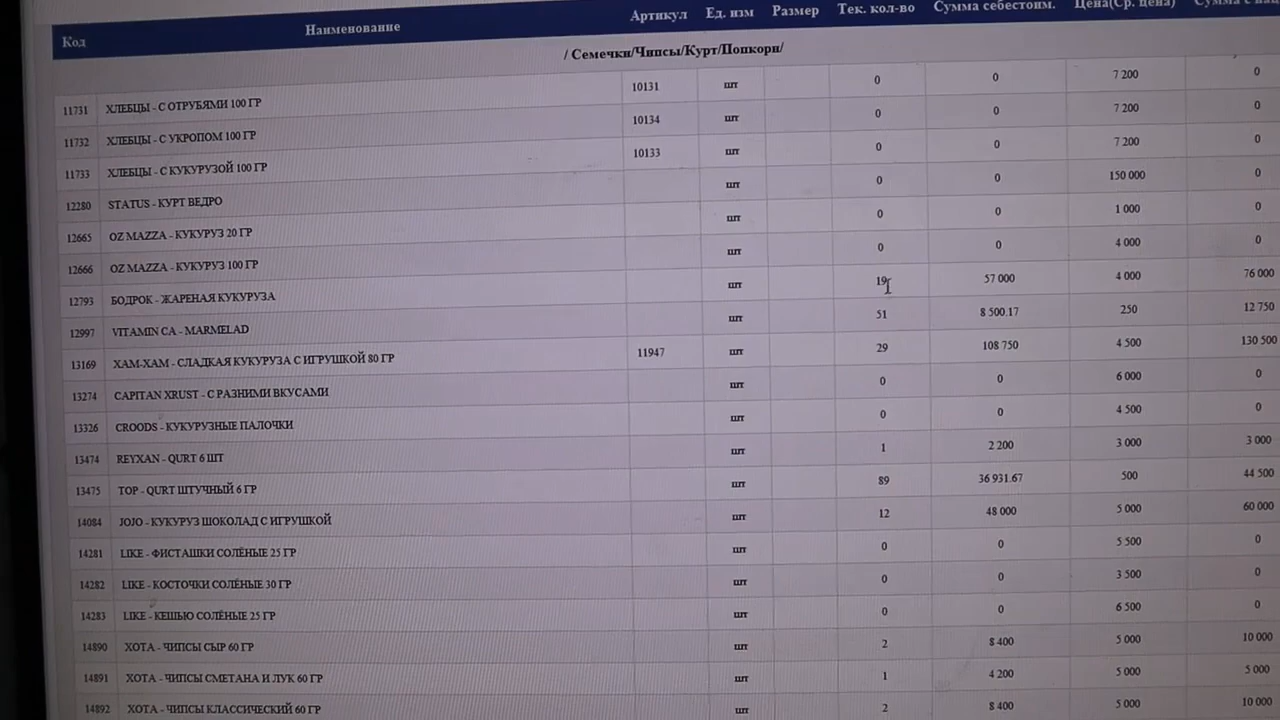 Код Наименование Артикул Ед. изм Размер Тек. кол-во Сумма себестоим. Цена(Ср. цена) Сумма с нац
/ Семечки/Чипсы/Курт/Попкорн/
11731 ХЛЕБЦЫ - С ОТРУБЯМИ 100 ГР 10131 шт 0 0 7 200 0
11732 ХЛЕБЦЫ - С УКРОПОМ 100 ГР 10134 шт 0 0 7 200 0
11733 ХЛЕБЦЫ - С КУКУРУЗОЙ 100 ГР 10133 шт 0 0 7 200 0
12280 STATUS - КУРТ ВЕДРО шт 0 0 150 000 0
12665 OZ MAZZA - КУКУРУЗ 20 ГР шт 0 0 1 000 0
12666 OZ MAZZA - КУКУРУЗ 100 ГР шт 0 0 4 000 0
12793 БОДРОК - ЖАРЕНАЯ КУКУРУЗА шт 19 57 000 4 000 76 000
12997 VITAMIN CA - MARMELAD шт 51 8 500.17 250 12 750
13169 ХАМ-ХАМ - СЛАДКАЯ КУКУРУЗА С ИГРУШКОЙ 80 ГР 11947 шт 29 108 750 4 500 130 500
13274 CAPITAN XRUST - С РАЗНИМИ ВКУСАМИ шт 0 0 6 000 0
13326 CROODS - КУКУРУЗНЫЕ ПАЛОЧКИ шт 0 0 4 500 0
13474 REYXAN - QURT 6 ШТ шт 1 2 200 3 000 3 000
13475 TOP - QURT ШТУЧНЫЙ 6 ГР шт 89 36 931.67 500 44 500
14084 JOJO - КУКУРУЗ ШОКОЛАД С ИГРУШКОЙ шт 12 48 000 5 000 60 000
14281 LIKE - ФИСТАШКИ СОЛЁНЫЕ 25 ГР шт 0 0 5 500 0
14282 LIKE - КОСТОЧКИ СОЛЁНЫЕ 30 ГР шт 0 0 3 500 0
14283 LIKE - КЕШЬЮ СОЛЁНЫЕ 25 ГР шт 0 0 6 500 0
14890 ХОТА - ЧИПСЫ СЫР 60 ГР шт 2 8 400 5 000 10 000
14891 ХОТА - ЧИПСЫ СМЕТАНА И ЛУК 60 ГР шт 1 4 200 5 000 5 000
14892 ХОТА - ЧИПСЫ КЛАССИЧЕСКИЙ 60 ГР шт 2 8 400 5 000 10 000